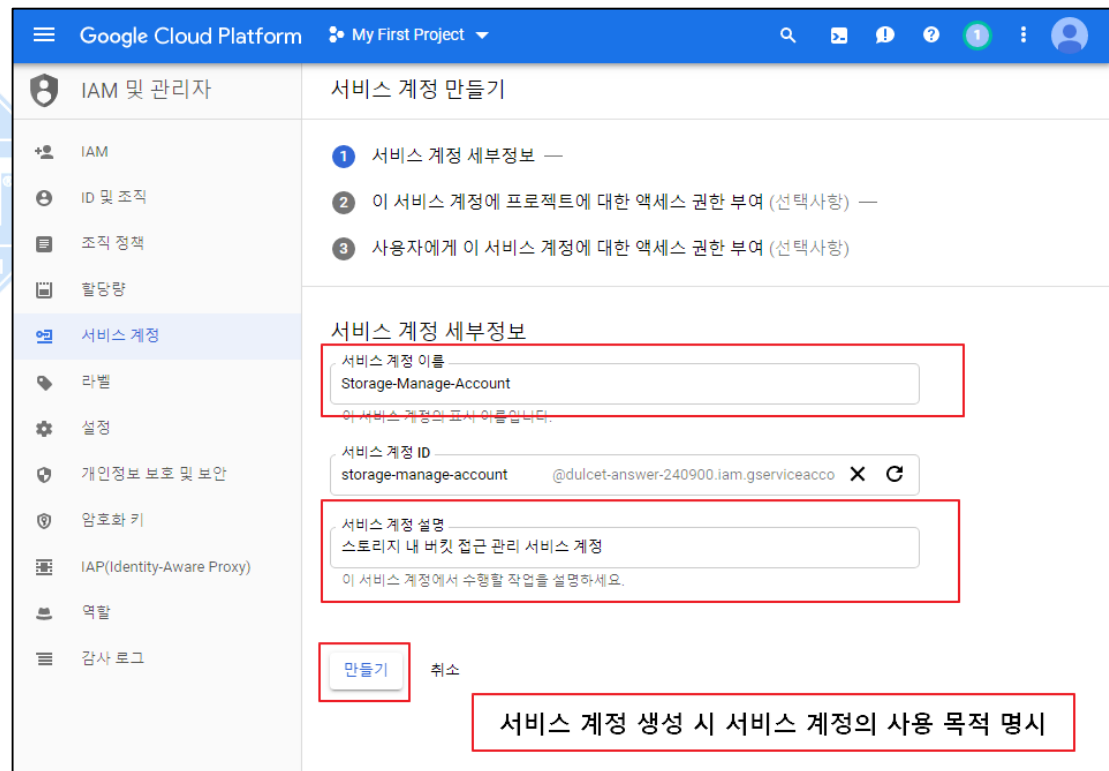 Google Cloud Platform My First Project 1
IAM 및 관리자
서비스 계정 만들기
IAM
ID 및 조직
조직 정책
할당량
서비스 계정
라벨
설정
개인정보 보호 및 보안
암호화 키
IAP(Identity-Aware Proxy)
역할
감사 로그
1 서비스 계정 세부정보 —
2 이 서비스 계정에 프로젝트에 대한 액세스 권한 부여 (선택사항) —
3 사용자에게 이 서비스 계정에 대한 액세스 권한 부여 (선택사항)
서비스 계정 세부정보
서비스 계정 이름
Storage-Manage-Account
이 서비스 계정의 표시 이름입니다.
서비스 계정 ID
storage-manage-account @dulcet-answer-240900.iam.gserviceacco
서비스 계정 설명
스토리지 내 버킷 접근 관리 서비스 계정
이 서비스 계정에서 수행할 작업을 설명하세요.
만들기 취소
서비스 계정 생성 시 서비스 계정의 사용 목적 명시